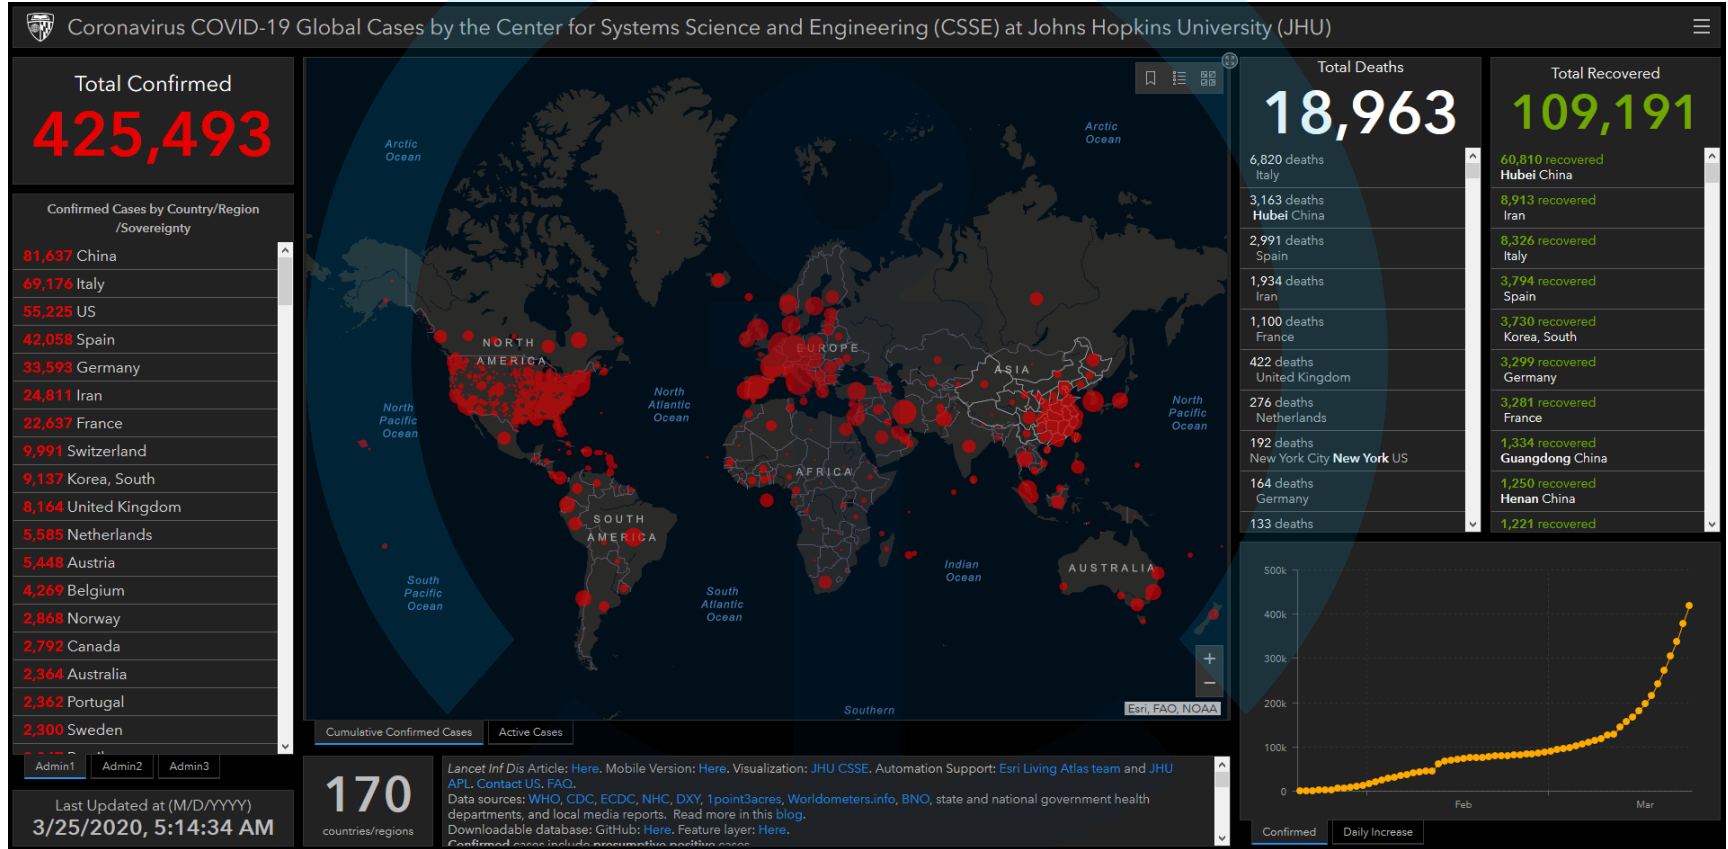 Coronavirus COVID-19 Global Cases by the Center for Systems Science and Engineering (CSSE) at Johns Hopkins University (JHU)
Total Confirmed
425,493
Confirmed Cases by Country/Region
/Sovereignty
81,637 China
69,176 Italy
55,225 US
42,058 Spain
33,593 Germany
24,811 Iran
22,637 France
9,991 Switzerland
9,137 Korea, South
8,164 United Kingdom
5,585 Netherlands
5,448 Austria
4,269 Belgium
2,868 Norway
2,792 Canada
2,364 Australia
2,362 Portugal
2,300 Sweden
Admin1
Admin2
Admin3
Last Updated at (M/D/YYYY)
3/25/2020, 5:14:34 AM
Arctic
Ocean
Arctic
Ocean
NORTH
AMERICA
EUROPE
ASIA
North
Pacific
Ocean
North
Atlantic
Ocean
North
Pacific
Ocean
AFRICA
SOUTH
AMERICA
AUSTRALIA
Indian
Ocean
South
Pacific
Ocean
South
Atlantic
Ocean
Southern
+
−
Esri, FAO, NOAA
Cumulative Confirmed Cases
Active Cases
170
countries/regions
Lancet Inf Dis Article: Here. Mobile Version: Here. Visualization: JHU CSSE. Automation Support: Esri Living Atlas team and JHU
APL. Contact US. FAQ.
Data sources: WHO, CDC, ECDC, NHC, DXY, 1point3acres, Worldometers.info, BNO, state and national government health
departments, and local media reports. Read more in this blog.
Downloadable database: GitHub: Here. Feature layer: Here.
Confirmed cases include presumptive positive cases
Total Deaths
18,963
6,820 deaths
Italy
3,163 deaths
Hubei China
2,991 deaths
Spain
1,934 deaths
Iran
1,100 deaths
France
422 deaths
United Kingdom
276 deaths
Netherlands
192 deaths
New York City New York US
164 deaths
Germany
133 deaths
Total Recovered
109,191
60,810 recovered
Hubei China
8,913 recovered
Iran
8,326 recovered
Italy
3,794 recovered
Spain
3,730 recovered
Korea, South
3,299 recovered
Germany
3,281 recovered
France
1,334 recovered
Guangdong China
1,250 recovered
Henan China
1,221 recovered
500k
400k
300k
200k
100k
0
Feb
Mar
Confirmed
Daily Increase